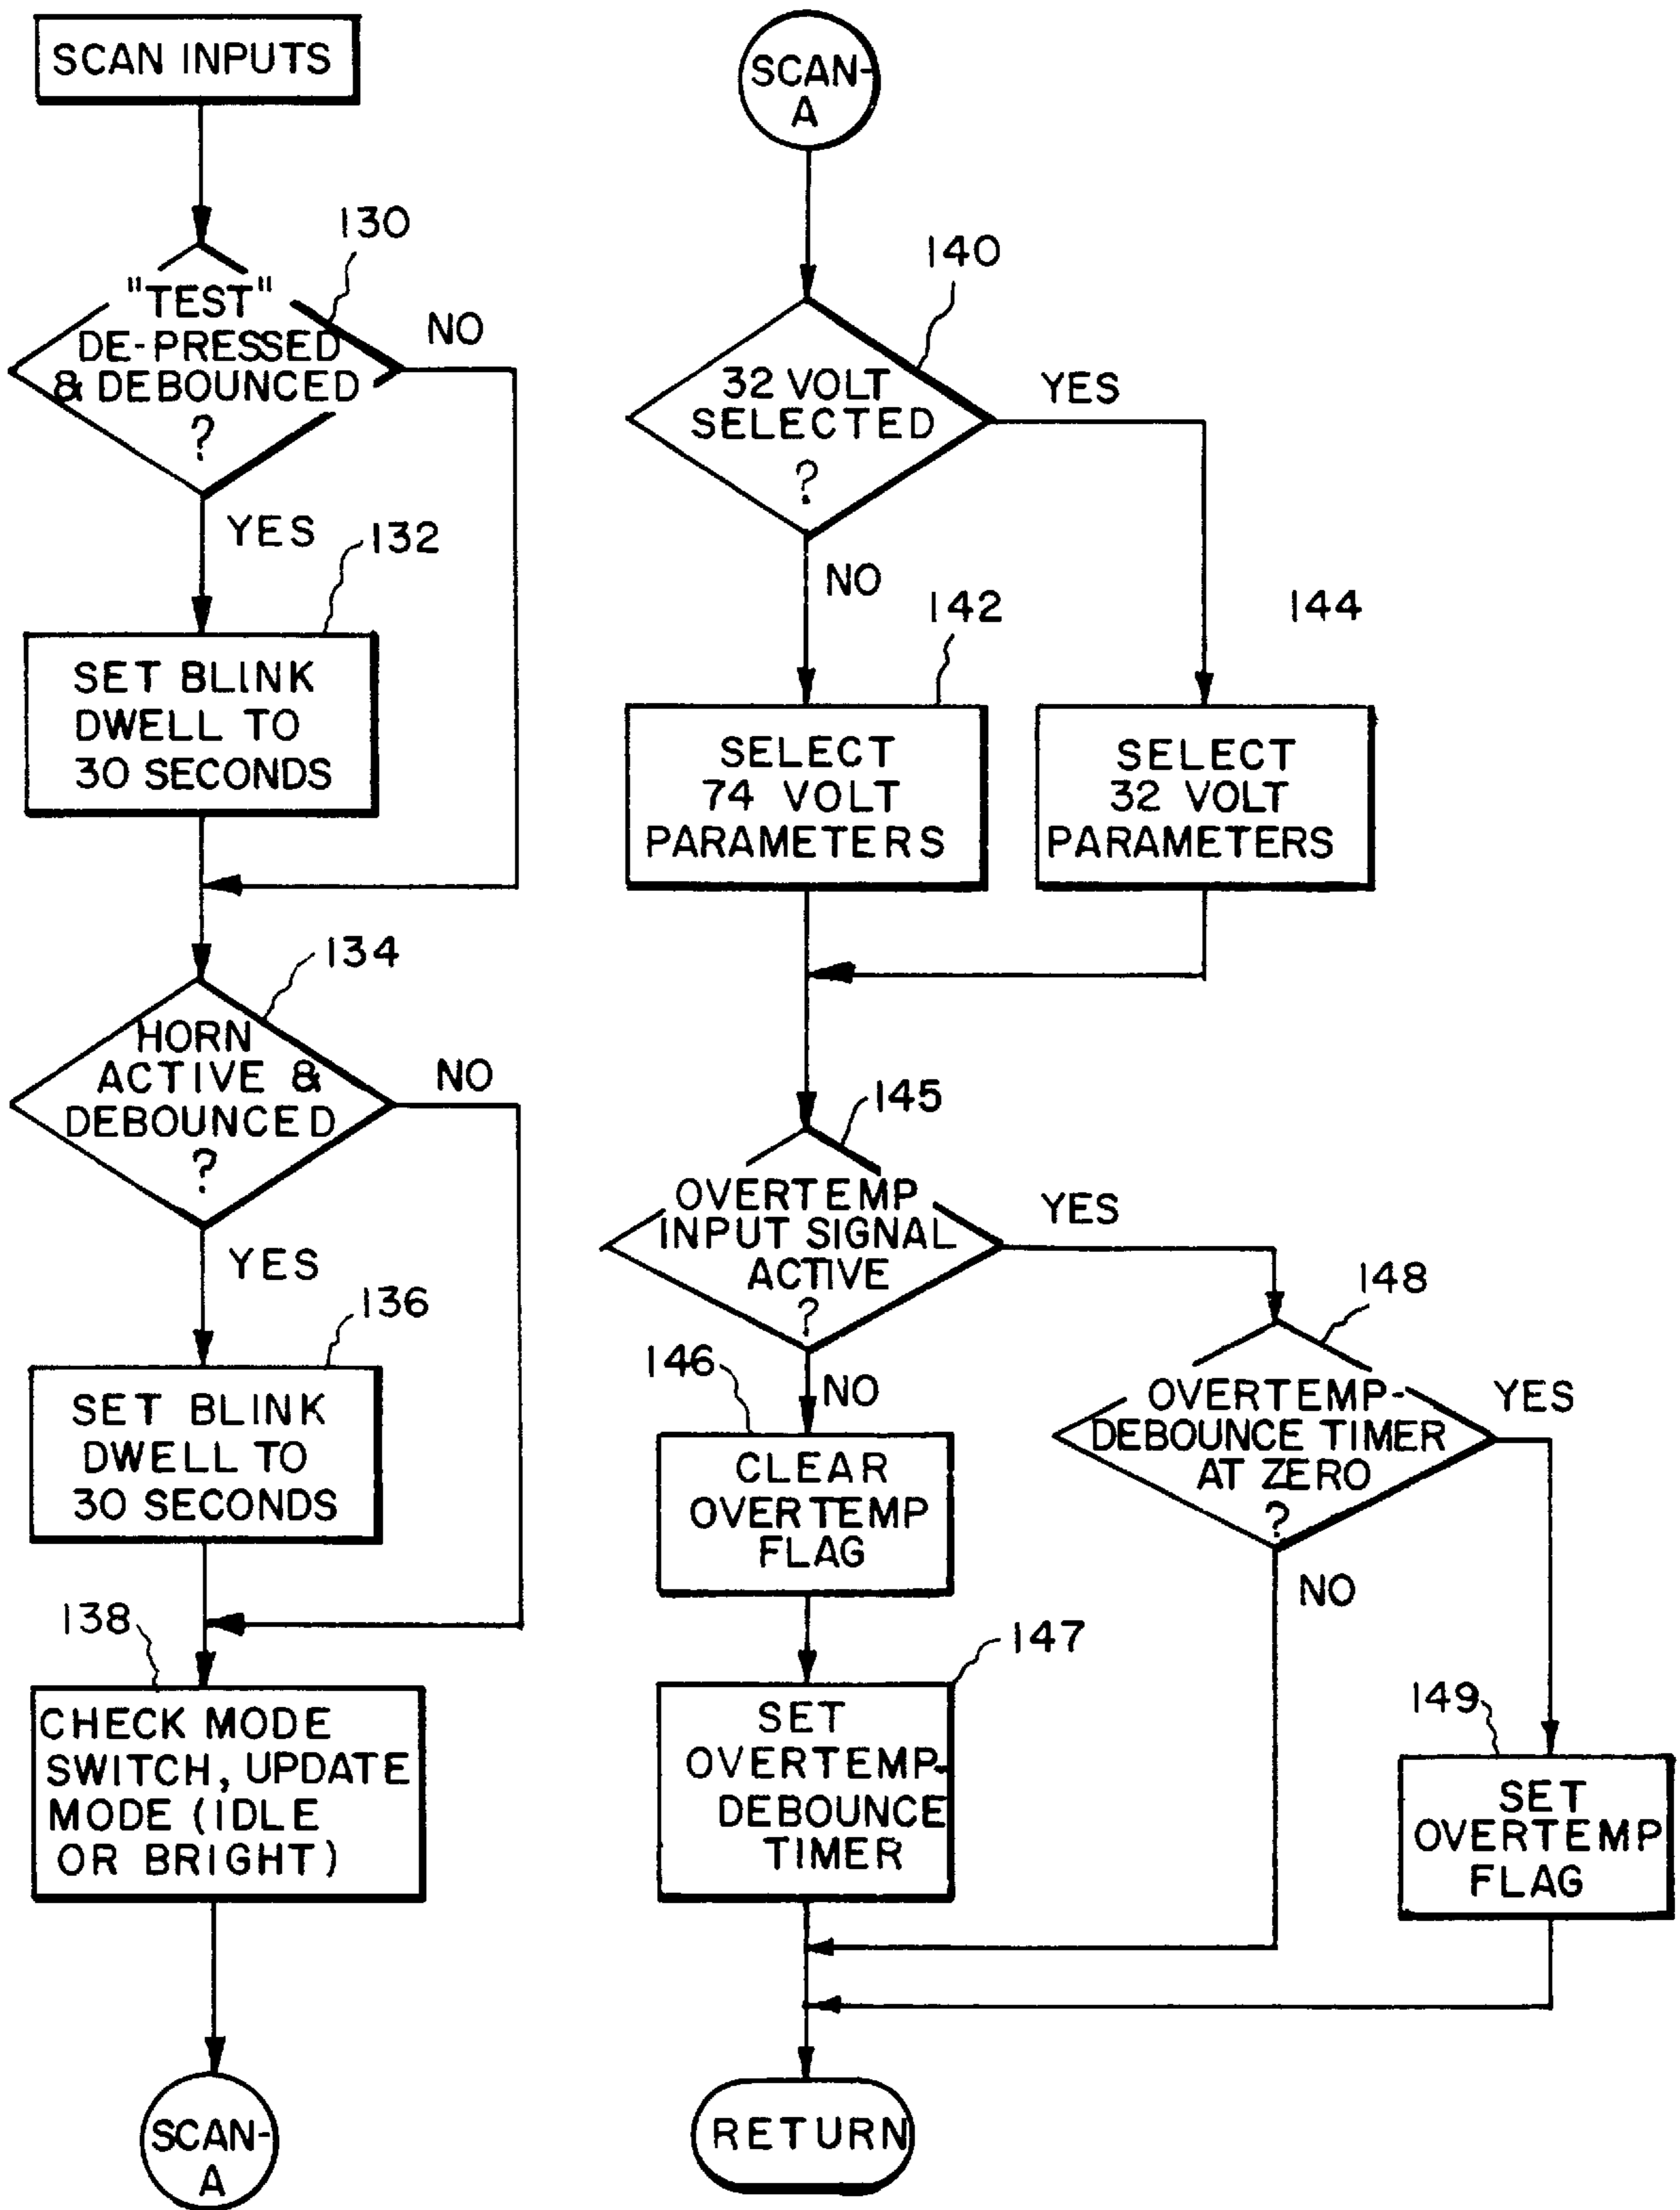 SCAN INPUTS
130
"TEST"
DE-PRESSED
& DEBOUNCED
?
NO
YES
132
SET BLINK
DWELL TO
30 SECONDS
134
HORN
ACTIVE &
DEBOUNCED
?
NO
YES
136
SET BLINK
DWELL TO
30 SECONDS
138
CHECK MODE
SWITCH, UPDATE
MODE (IDLE
OR BRIGHT)
SCAN-
A
SCAN-
A
140
32 VOLT
SELECTED
?
YES
NO
142
SELECT
74 VOLT
PARAMETERS
144
SELECT
32 VOLT
PARAMETERS
145
OVERTEMP
INPUT SIGNAL
ACTIVE
?
YES
NO
146
CLEAR
OVERTEMP
FLAG
147
SET
OVERTEMP-
DEBOUNCE
TIMER
148
OVERTEMP-
DEBOUNCE TIMER
AT ZERO
?
YES
NO
149
SET
OVERTEMP
FLAG
RETURN